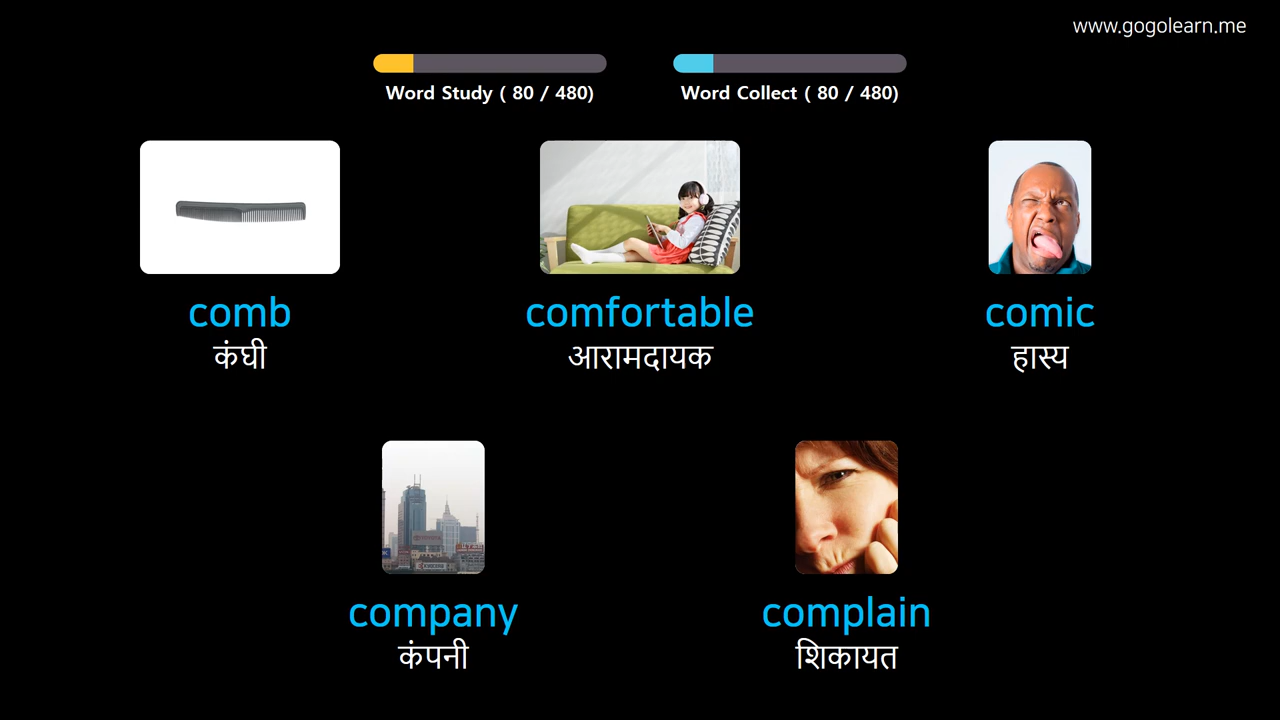 www.gogolearn.me
Word Study ( 80 / 480)
Word Collect ( 80 / 480)
comb
कंघी
comfortable
आरामदायक
comic
हास्य
company
कंपनी
complain
शिकायत